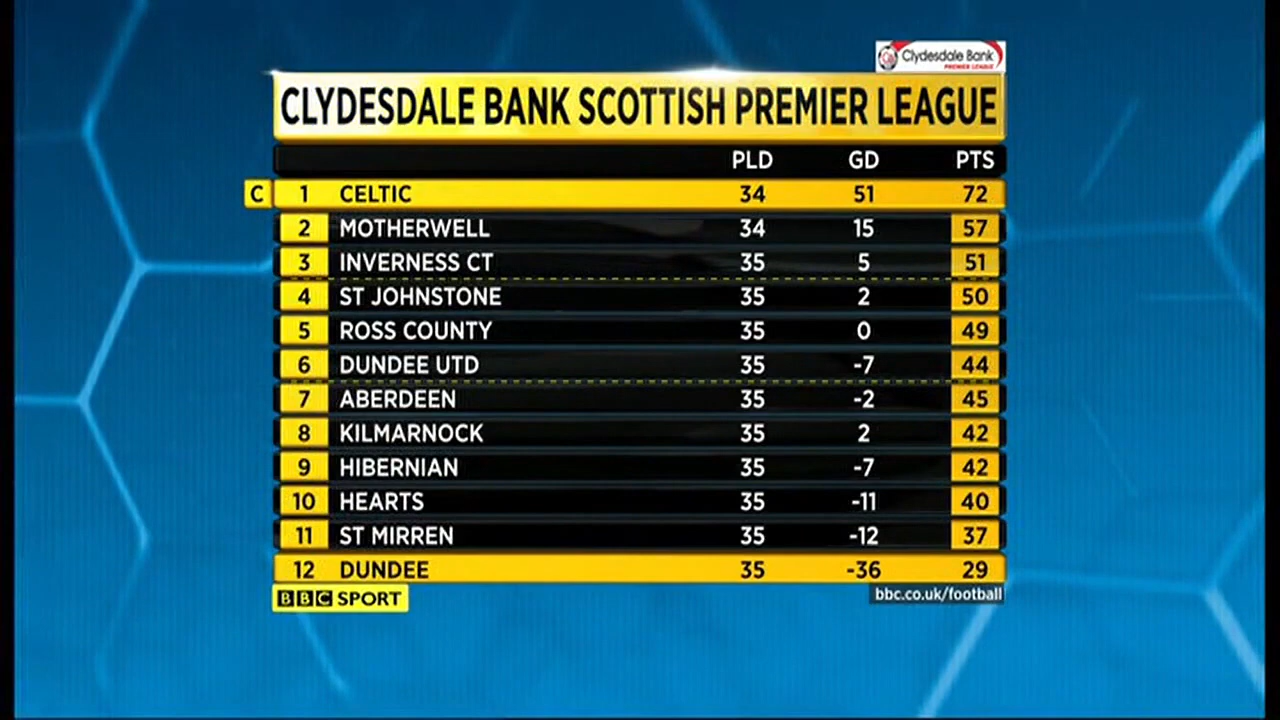 Clydesdale Bank
PREMIER LEAGUE
CLYDESDALE BANK SCOTTISH PREMIER LEAGUE
PLD GD PTS
C 1 CELTIC 34 51 72
2 MOTHERWELL 34 15 57
3 INVERNESS CT 35 5 51
4 ST JOHNSTONE 35 2 50
5 ROSS COUNTY 35 0 49
6 DUNDEE UTD 35 -7 44
7 ABERDEEN 35 -2 45
8 KILMARNOCK 35 2 42
9 HIBERNIAN 35 -7 42
10 HEARTS 35 -11 40
11 ST MIRREN 35 -12 37
12 DUNDEE 35 -36 29
BBC SPORT bbc.co.uk/football